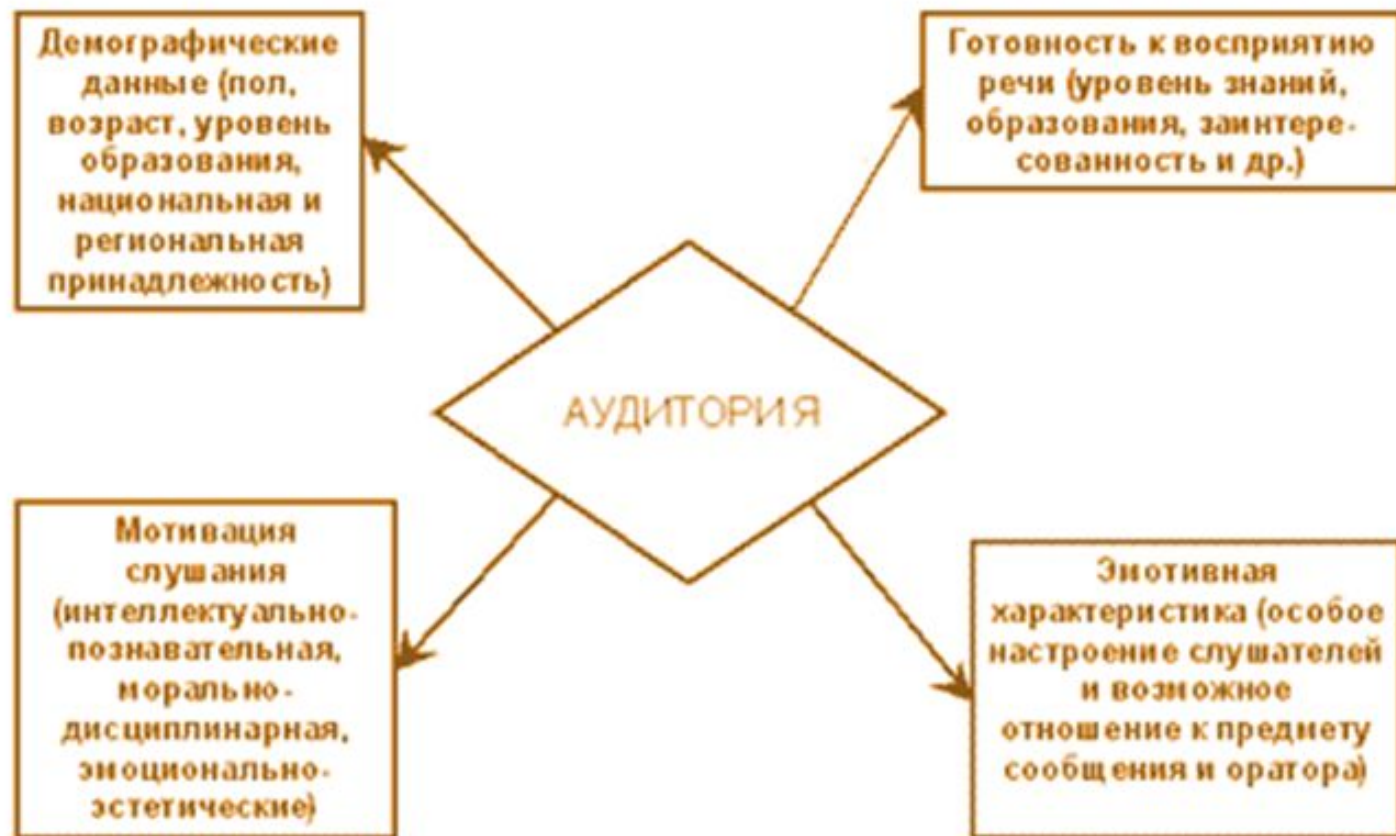 Демографические
данные (пол,
возраст, уровень
образования,
национальная и
региональная
принадлежность)
Готовность к восприятию
речи (уровень знаний,
образования, заинтере-
сованность и др.)
АУДИТОРИЯ
Мотивация
слушания
(интеллектуально-
познавательная,
морально-
дисциплинарная,
эмоционально-
эстетические)
Эмотивная
характеристика (особое
настроение слушателей
и возможное
отношение к предмету
сообщения и оратора)